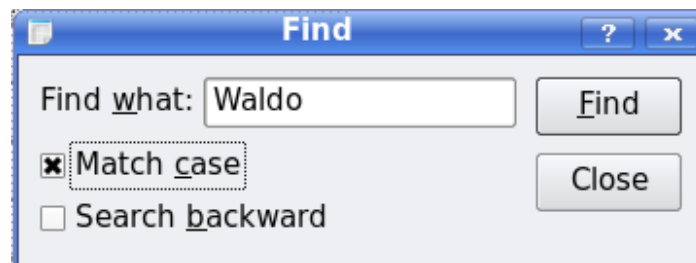 Find ? x
Find what: Waldo Find
Match case
Close
Search backward